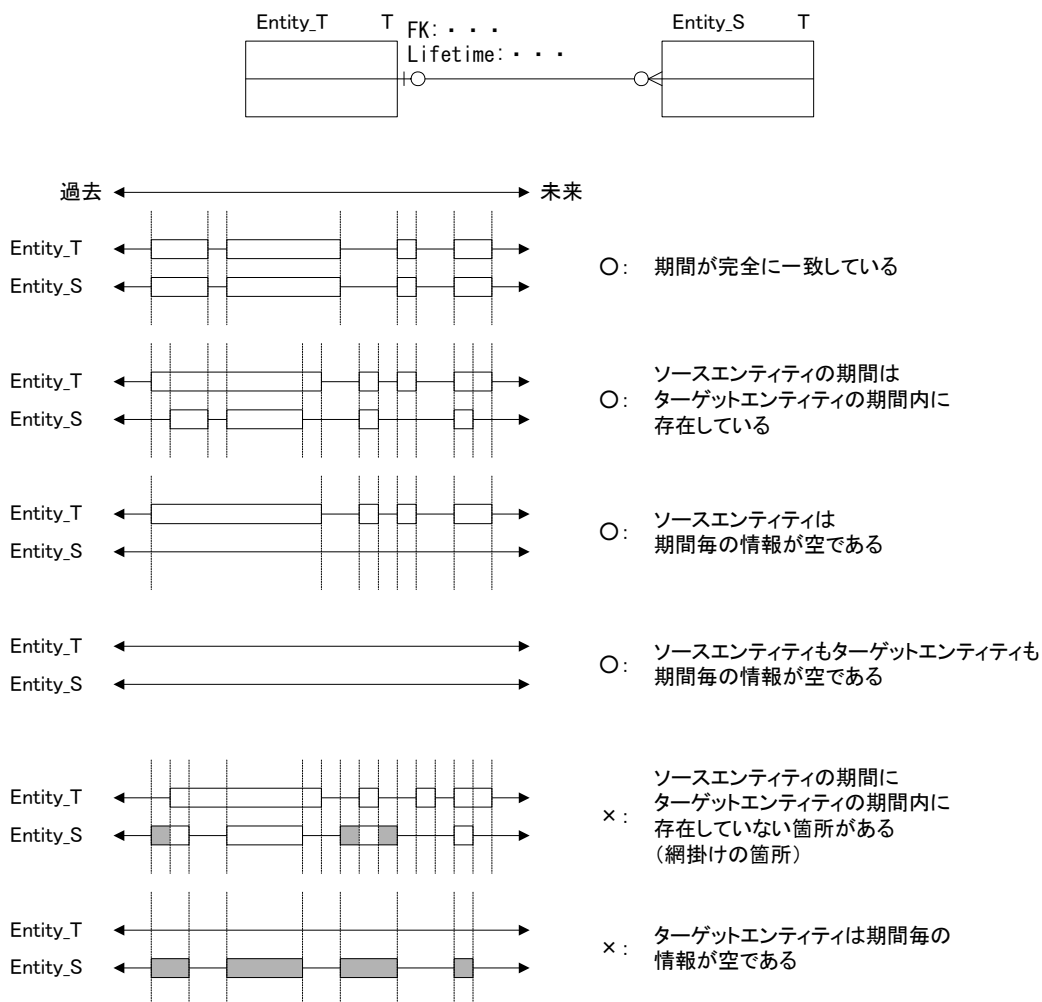 Entity_T T
FK:・・・
Lifetime:・・・
Entity_S T
過去
未来
Entity_T
Entity_S
○: 期間が完全に一致している
Entity_T
Entity_S
○: ソースエンティティの期間は
ターゲットエンティティの期間内に
存在している
Entity_T
Entity_S
○: ソースエンティティは
期間毎の情報が空である
Entity_T
Entity_S
○: ソースエンティティもターゲットエンティティも
期間毎の情報が空である
Entity_T
Entity_S
×: ソースエンティティの期間に
ターゲットエンティティの期間内に
存在していない箇所がある
(網掛けの箇所)
Entity_T
Entity_S
×: ターゲットエンティティは期間毎の
情報が空である